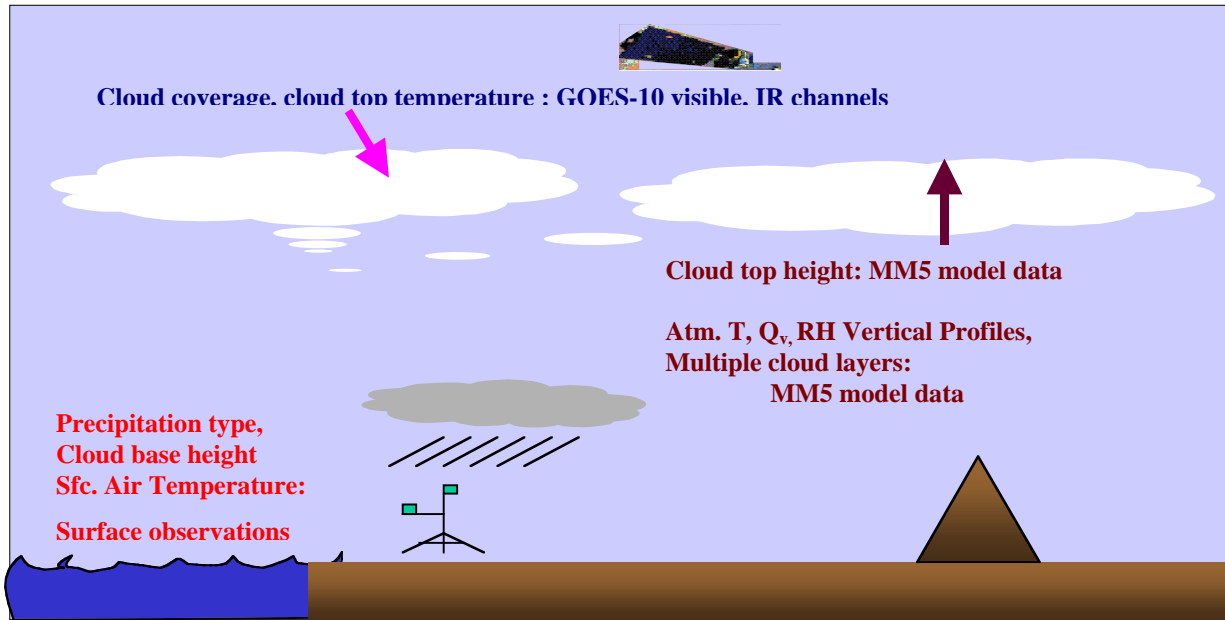 Cloud coverage, cloud top temperature : GOES-10 visible, IR channels
Cloud top height: MM5 model data
Atm. T, Qv, RH Vertical Profiles,
Multiple cloud layers:
MM5 model data
Precipitation type,
Cloud base height
Sfc. Air Temperature:
Surface observations